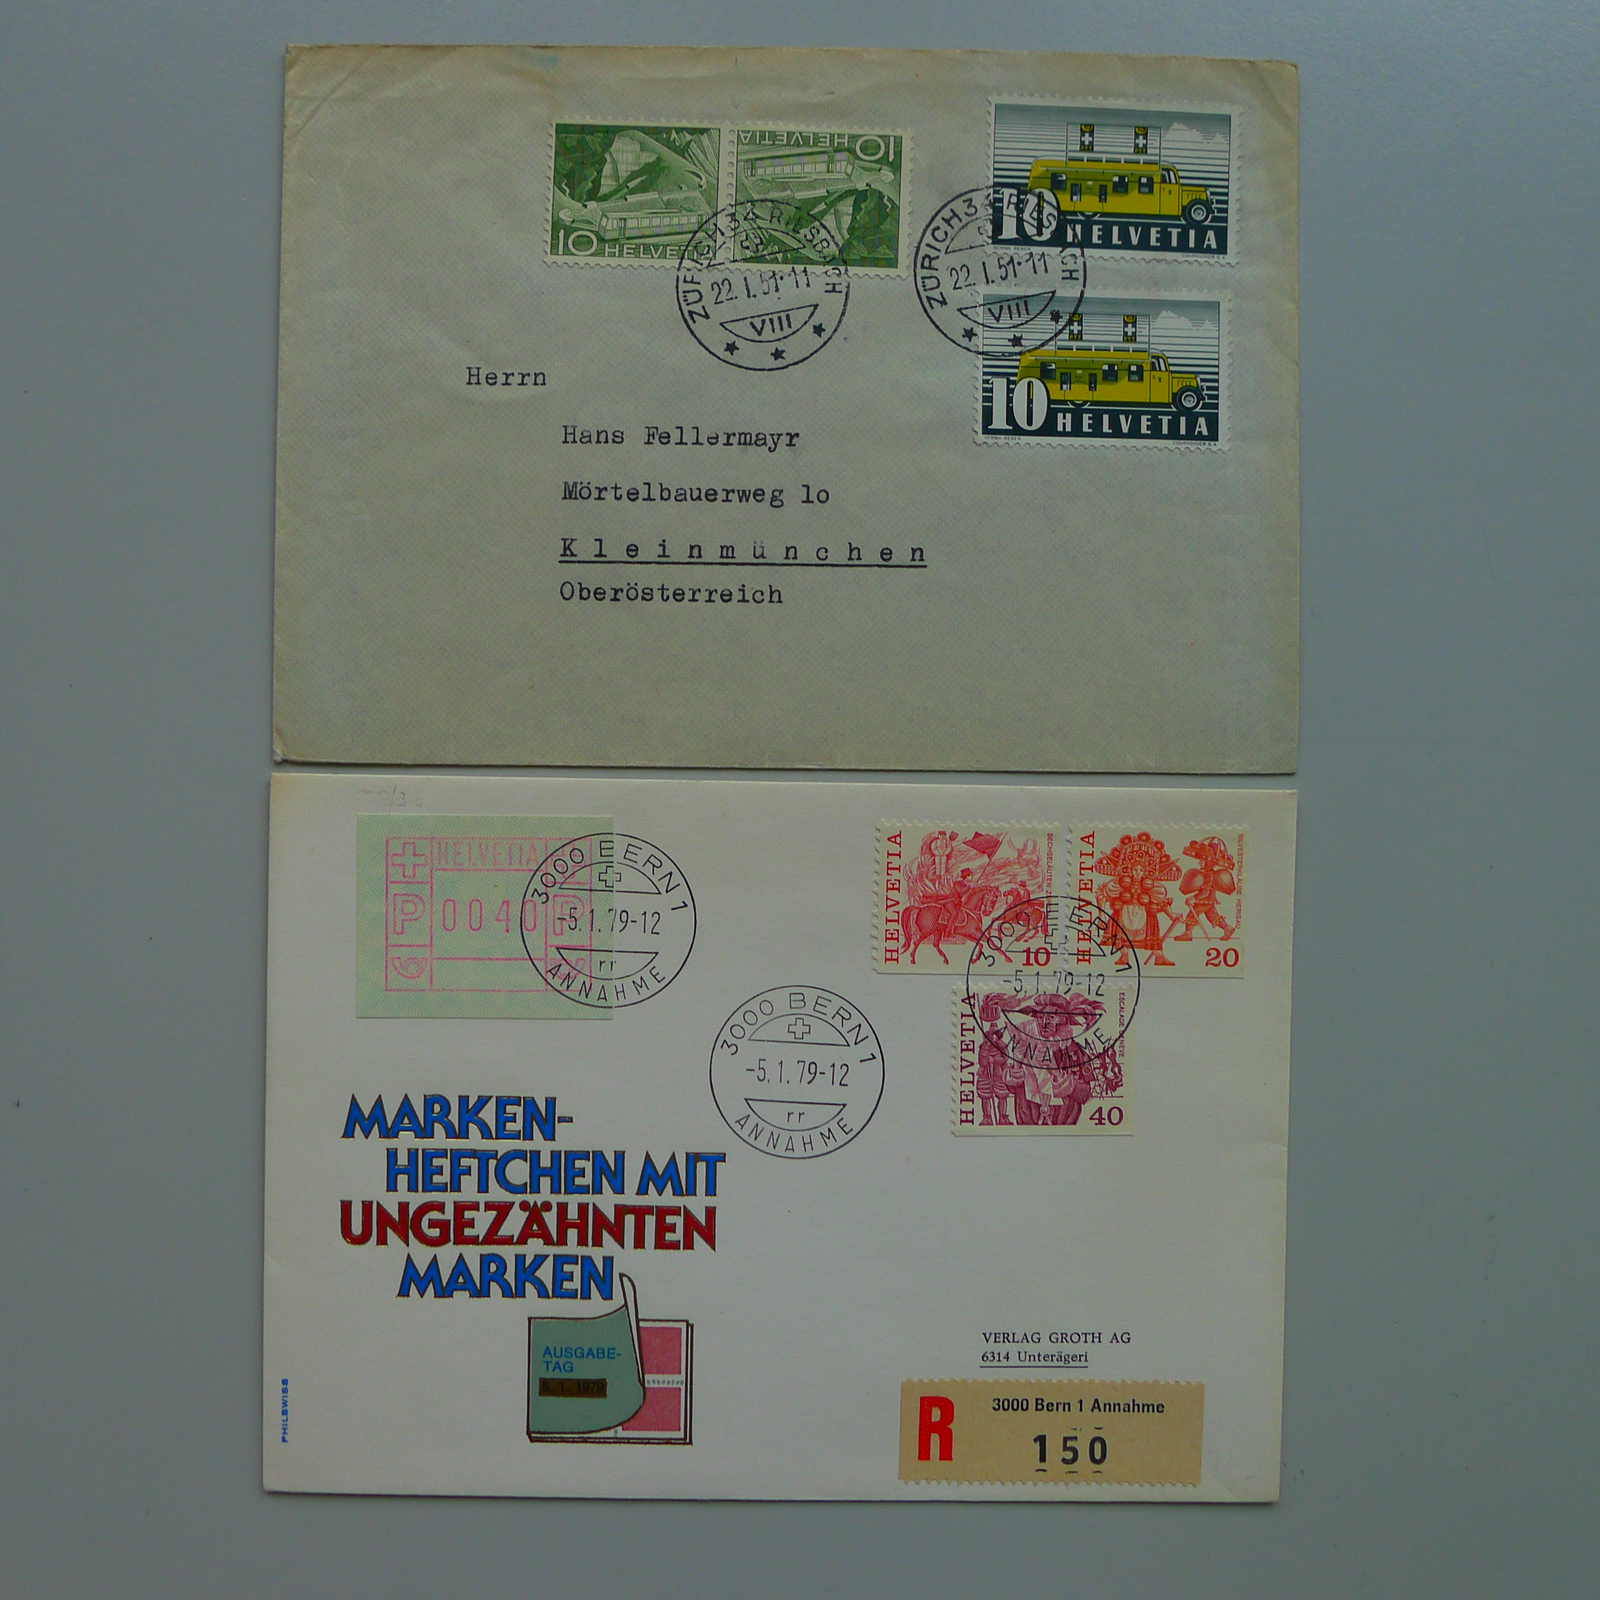 10 HELVETIA
10 HELVETIA
10 HELVETIA
10 HELVETIA
ZÜRICH 34
22.I.51-11
VIII
ZÜRICH 34
22.I.51-11
VIII
Herrn
Hans Fellermayr
Mörtelbauerweg lo
Kleinmünchen
Oberösterreich
HELVETIA
P 0040 P
3000 BERN 1
-5.1.79-12
rr
ANNAHME
HELVETIA
10
HELVETIA
20
3000 BERN 1
-5.1.79-12
ANNAHME
HELVETIA
40
3000 BERN 1
-5.1.79-12
rr
ANNAHME
MARKEN-
HEFTCHEN MIT
UNGEZÄHNTEN
MARKEN
AUSGABE-
TAG
5.1.1979
PHILSWISS
VERLAG GROTH AG
6314 Unterägeri
R 3000 Bern 1 Annahme
150